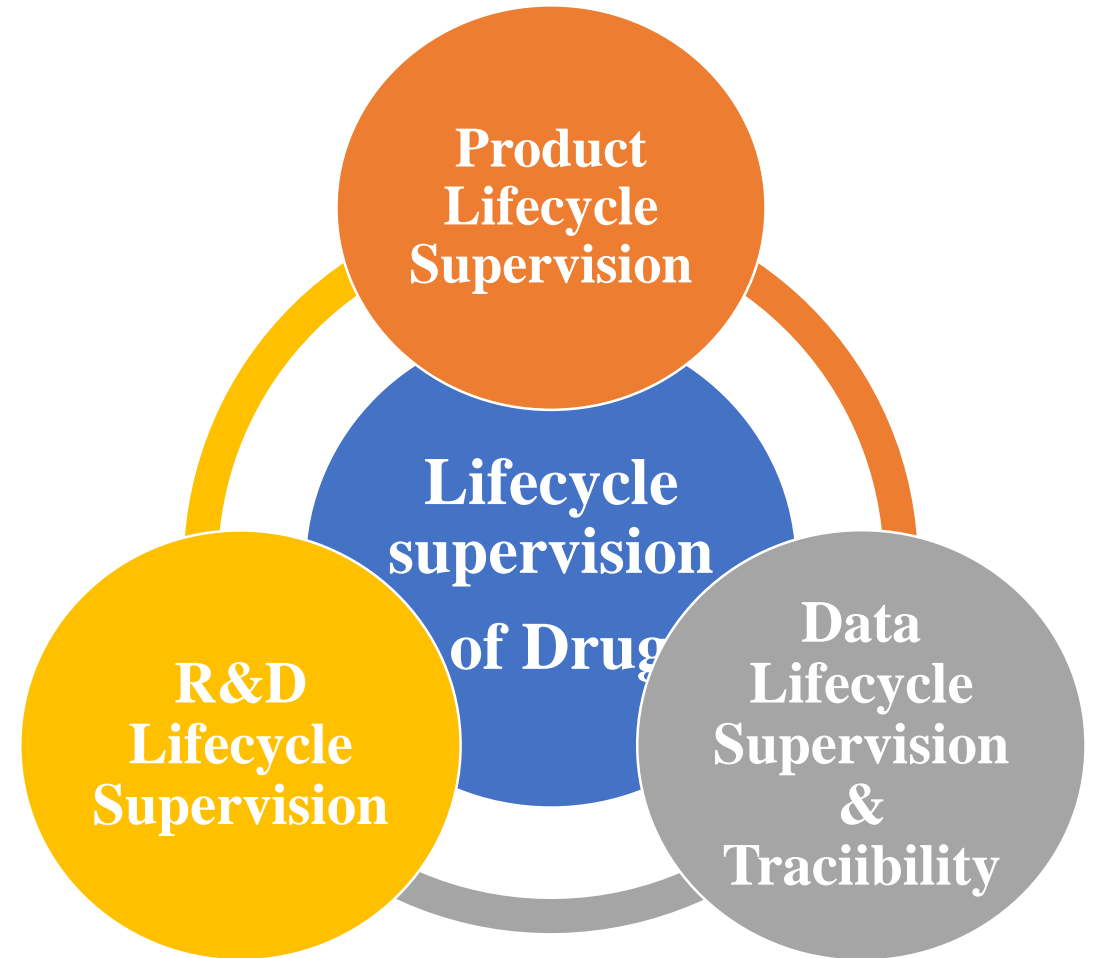 Product
Lifecycle
Supervision
Lifecycle
supervision
of Drug
R&D
Lifecycle
Supervision
Data
Lifecycle
Supervision
&
Traciibility